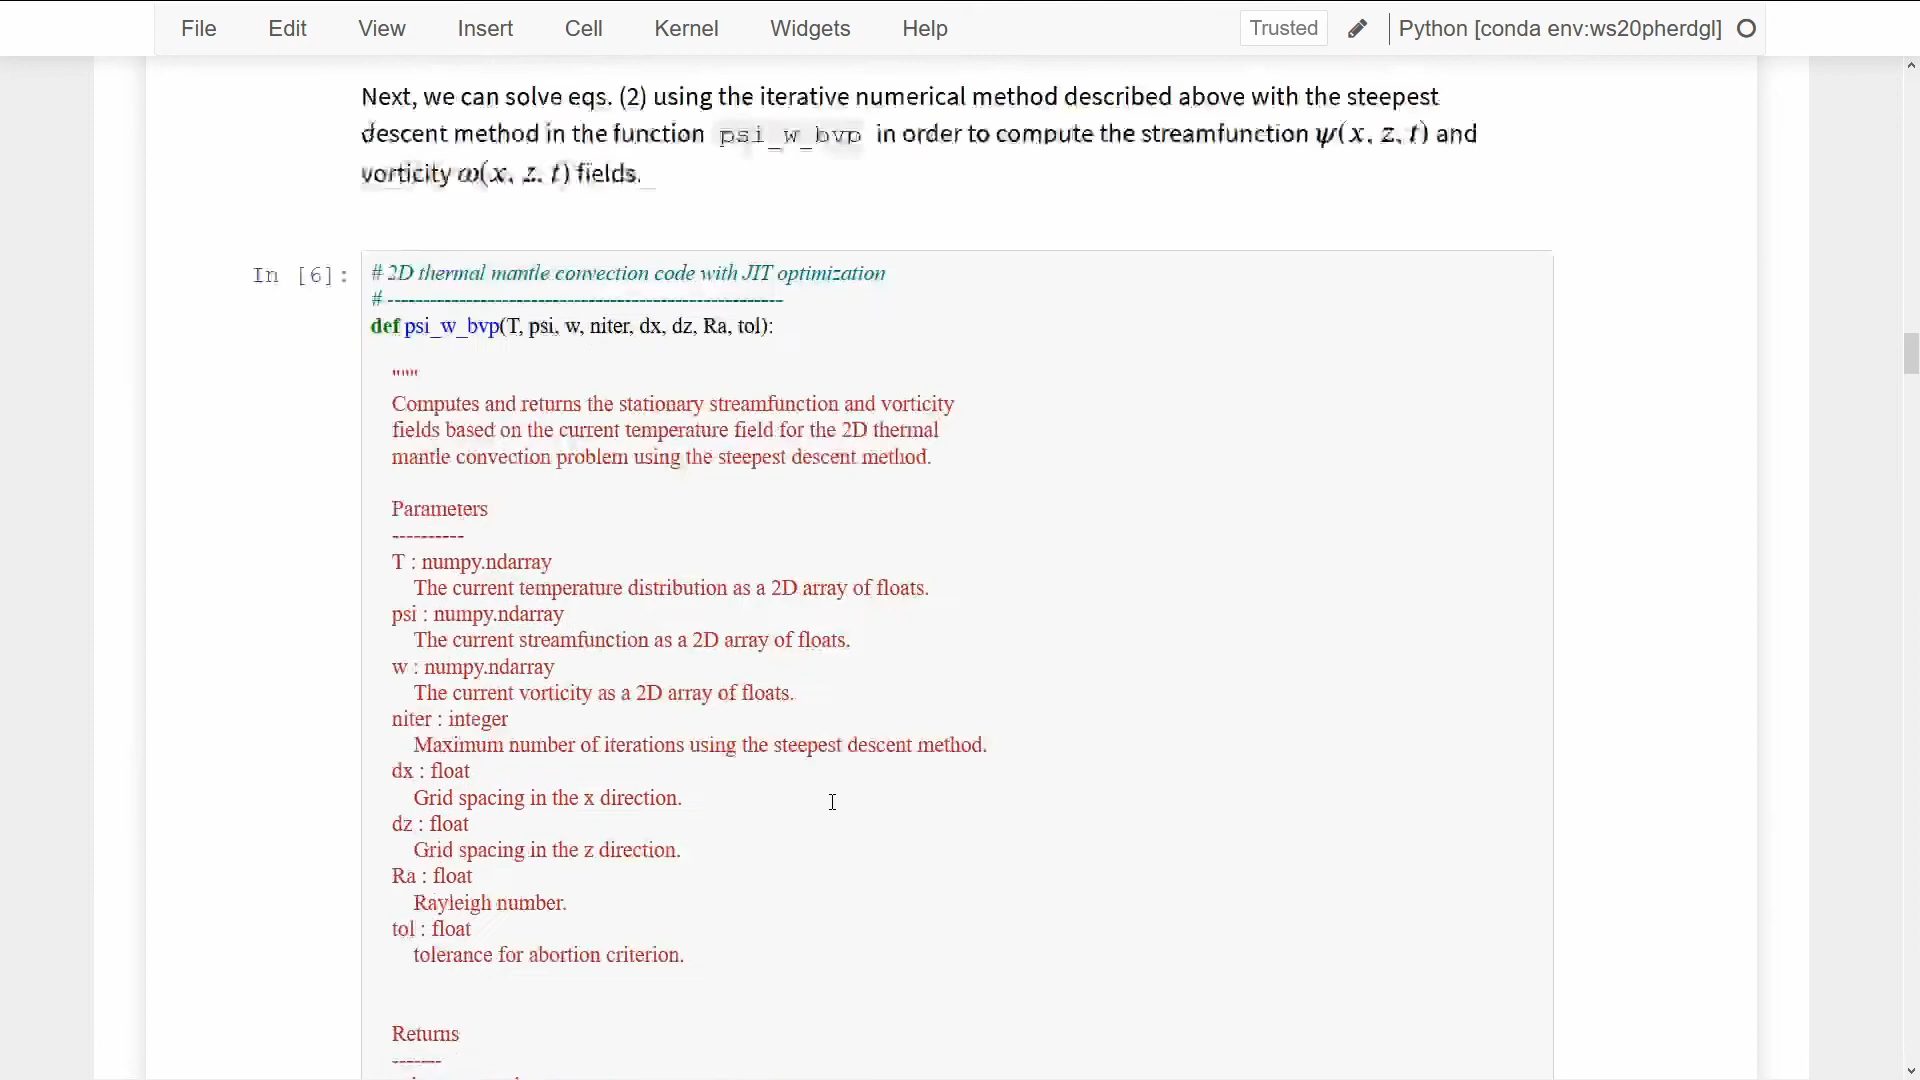 File Edit View Insert Cell Kernel Widgets Help Trusted Python [conda env:ws20pherdgl]
Next, we can solve eqs. (2) using the iterative numerical method described above with the steepest
descent method in the function psi_w_bvp in order to compute the streamfunction ψ(x, z, t) and
vorticity ω(x, z, t) fields.
In [6]:
# 2D thermal mantle convection code with JIT optimization
# -------------------------------------------------------
def psi_w_bvp(T, psi, w, niter, dx, dz, Ra, tol):
"""
Computes and returns the stationary streamfunction and vorticity
fields based on the current temperature field for the 2D thermal
mantle convection problem using the steepest descent method.
Parameters
----------
T : numpy.ndarray
The current temperature distribution as a 2D array of floats.
psi : numpy.ndarray
The current streamfunction as a 2D array of floats.
w : numpy.ndarray
The current vorticity as a 2D array of floats.
niter : integer
Maximum number of iterations using the steepest descent method.
dx : float
Grid spacing in the x direction.
dz : float
Grid spacing in the z direction.
Ra : float
Rayleigh number.
tol : float
tolerance for abortion criterion.
Returns
-------